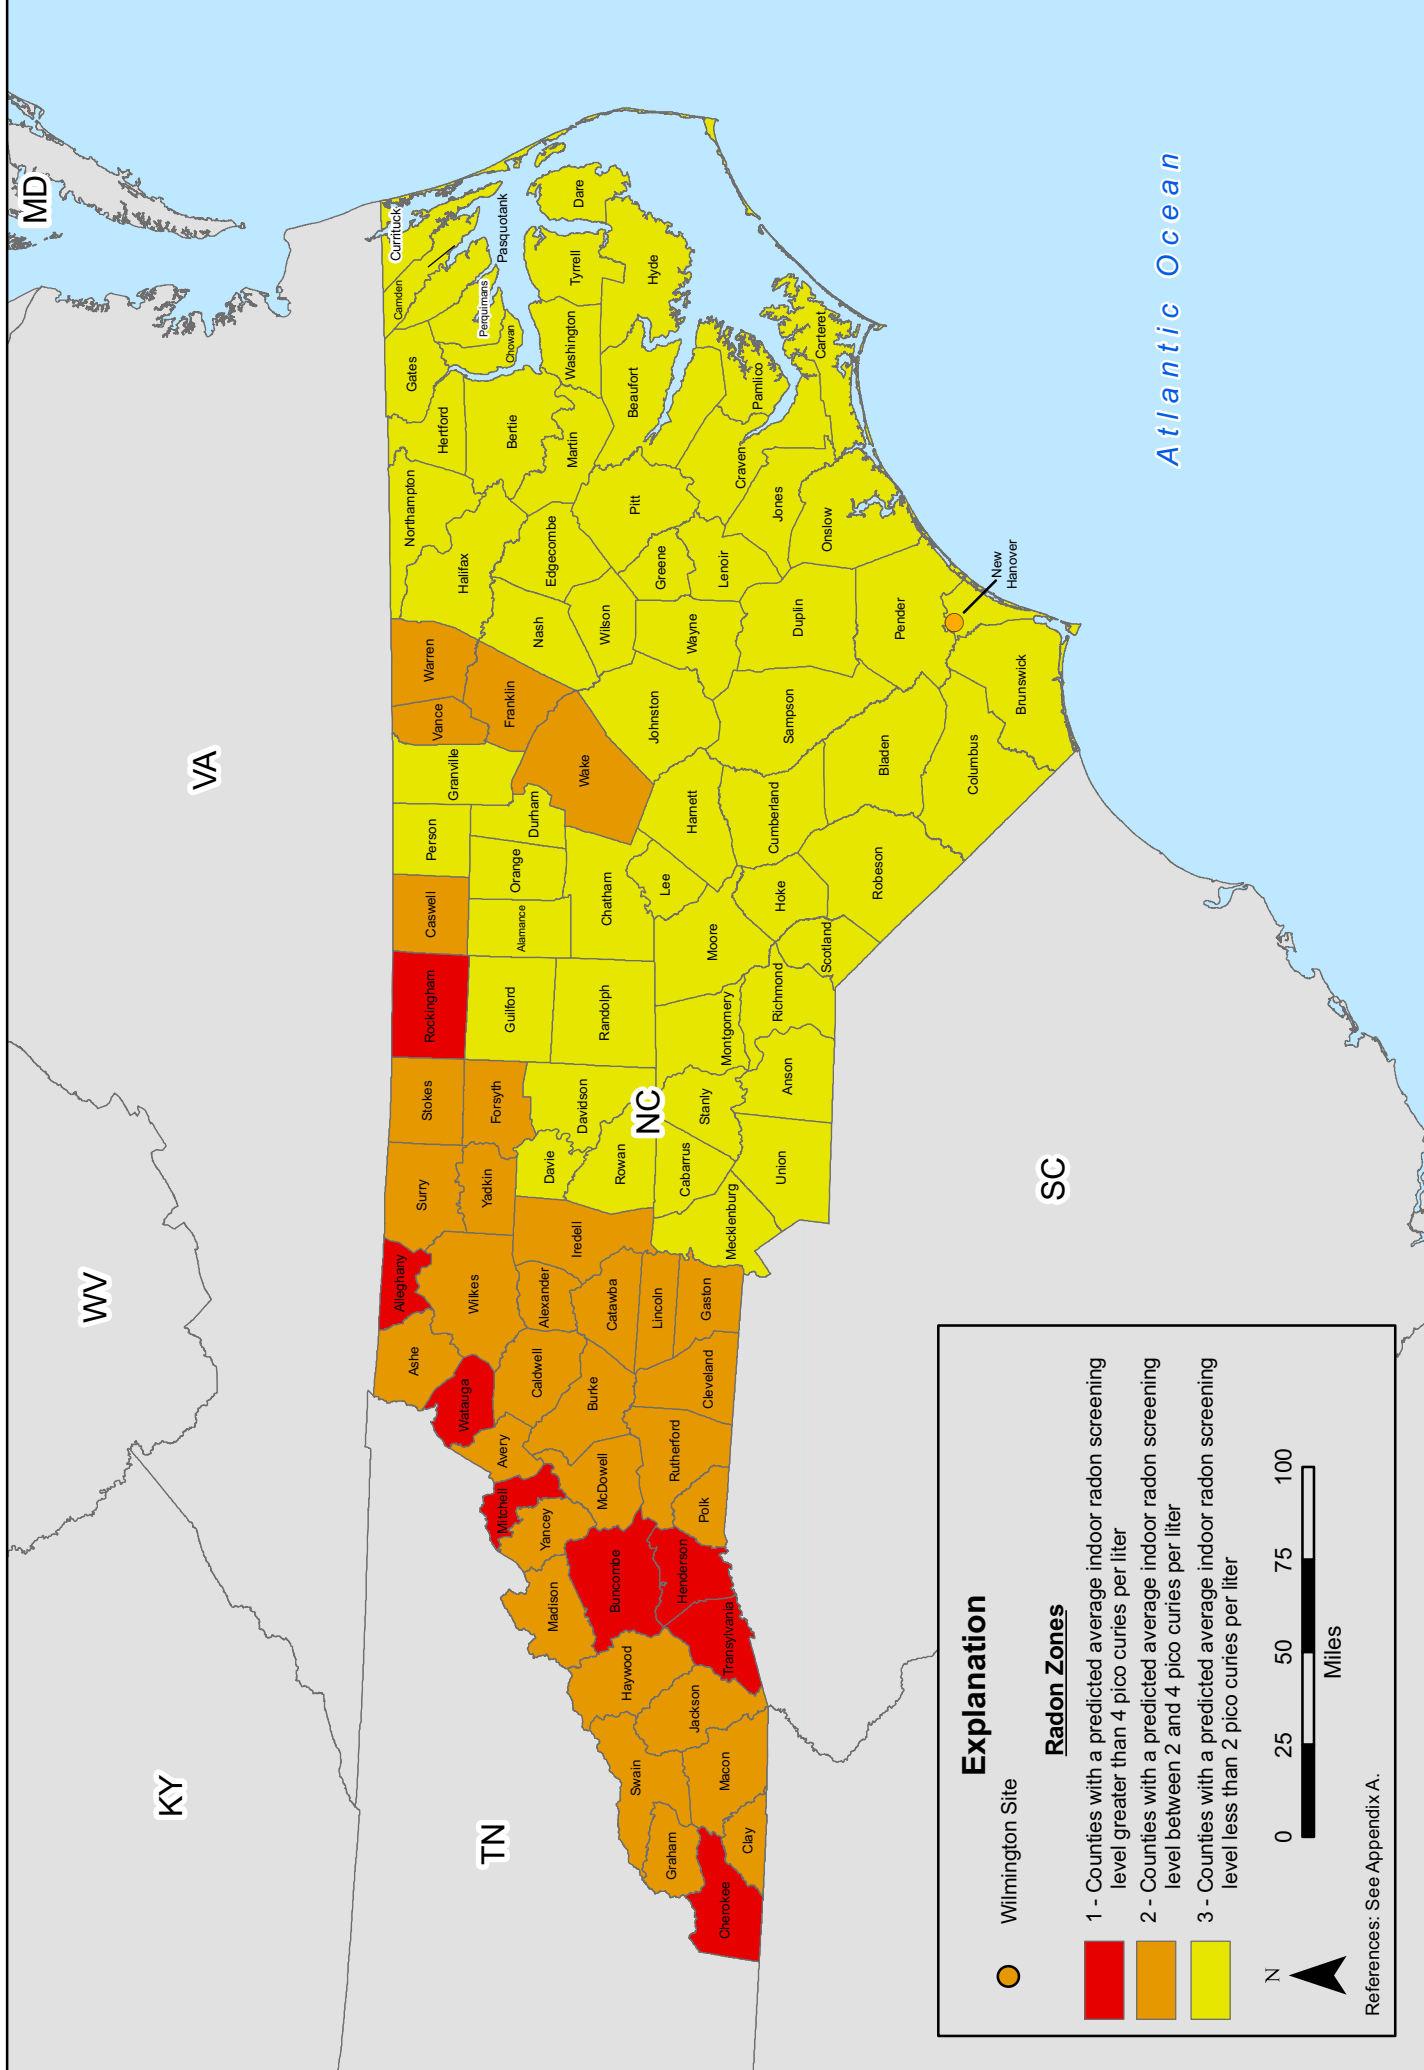 MD
WV
VA
KY
TN
NC
SC
Atlantic Ocean
Currituck
Camden
Pasquotank
Perquimans
Chowan
Gates
Hertford
Northampton
Halifax
Warren
Vance
Granville
Person
Caswell
Rockingham
Stokes
Surry
Alleghany
Ashe
Watauga
Wilkes
Yadkin
Forsyth
Guilford
Alamance
Orange
Durham
Franklin
Nash
Edgecombe
Bertie
Martin
Washington
Tyrrell
Dare
Hyde
Beaufort
Pitt
Wilson
Wake
Chatham
Randolph
Davidson
Davie
Rowan
Iredell
Alexander
Caldwell
Avery
Mitchell
Yancey
Madison
Buncombe
McDowell
Burke
Catawba
Lincoln
Gaston
Cleveland
Rutherford
Polk
Henderson
Transylvania
Haywood
Jackson
Swain
Macon
Graham
Clay
Cherokee
Mecklenburg
Cabarrus
Stanly
Union
Anson
Montgomery
Richmond
Moore
Scotland
Hoke
Lee
Harnett
Johnston
Wayne
Greene
Lenoir
Craven
Pamlico
Carteret
Jones
Onslow
Duplin
Sampson
Cumberland
Robeson
Bladen
Columbus
Brunswick
Pender
New
Hanover
Explanation
Wilmington Site
Radon Zones
1 - Counties with a predicted average indoor radon screening
level greater than 4 pico curies per liter
2 - Counties with a predicted average indoor radon screening
level between 2 and 4 pico curies per liter
3 - Counties with a predicted average indoor radon screening
level less than 2 pico curies per liter
N
0 25 50 75 100
Miles
References: See Appendix A.